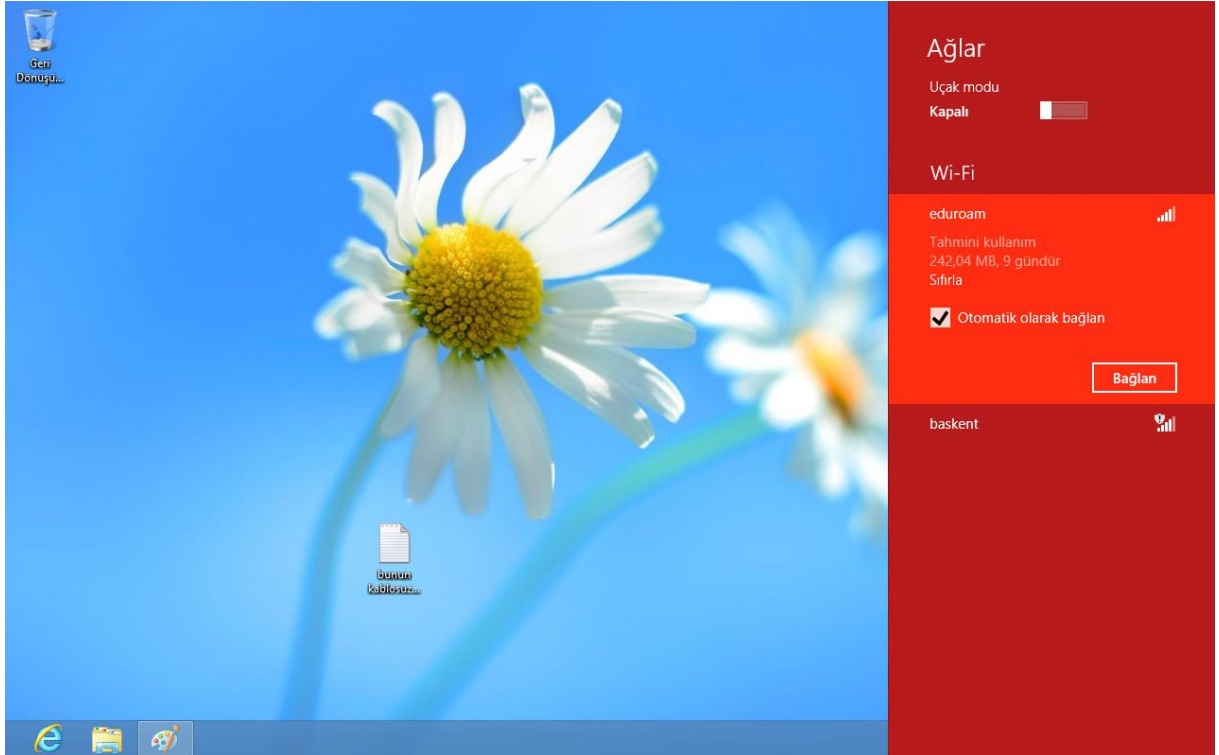 Geri
Dönüşü...
bunun
kablosuz...
Ağlar
Uçak modu
Kapalı
Wi-Fi
eduroam
Tahmini kullanım
242,04 MB, 9 gündür
Sıfırla
Otomatik olarak bağlan
Bağlan
baskent